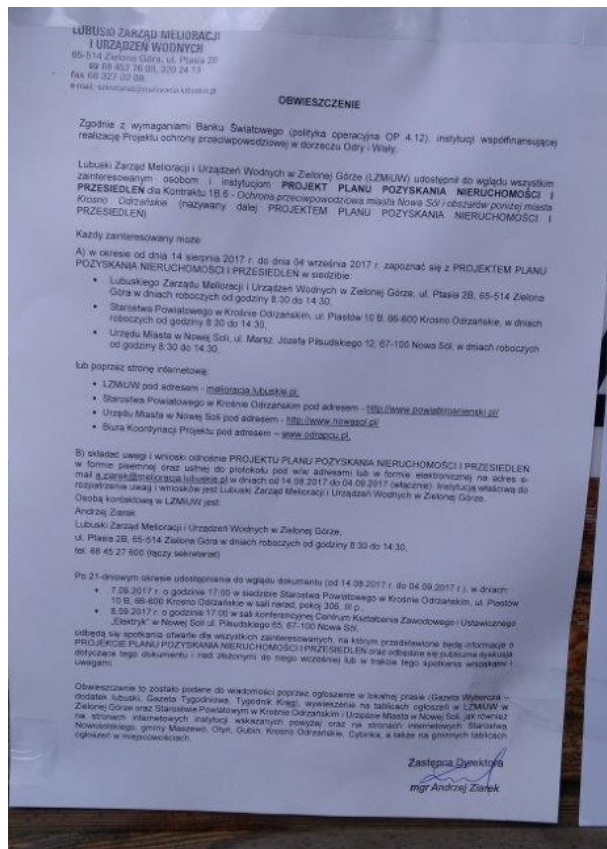 LUBUSKI ZARZĄD MELIORACJI
I URZĄDZEŃ WODNYCH
65-514 Zielona Góra, ul. Ptasia 2B
☎ 68 452 76 00, 320 24 13
fax 68 327 02 08
e-mail: sekretariat@melioracja.lubuskie.pl
OBWIESZCZENIE
Zgodnie z wymaganiami Banku Światowego (polityka operacyjna OP 4.12), instytucji współfinansującej
realizację Projektu ochrony przeciwpowodziowej w dorzeczu Odry i Wisły.
Lubuski Zarząd Melioracji i Urządzeń Wodnych w Zielonej Górze (LZMiUW) udostępnił do wglądu wszystkim
zainteresowanym osobom i instytucjom PROJEKT PLANU POZYSKANIA NIERUCHOMOŚCI I
PRZESIEDLEŃ dla Kontraktu 1B.6 - Ochrona przeciwpowodziowa miasta Nowa Sól i obszarów poniżej miasta
Krosno Odrzańskie (nazywany dalej PROJEKTEM PLANU POZYSKANIA NIERUCHOMOŚCI I
PRZESIEDLEŃ)
Każdy zainteresowany może:
A) w okresie od dnia 14 sierpnia 2017 r. do dnia 04 września 2017 r. zapoznać się z PROJEKTEM PLANU
POZYSKANIA NIERUCHOMOŚCI I PRZESIEDLEŃ w siedzibie:
• Lubuskiego Zarządu Melioracji i Urządzeń Wodnych w Zielonej Górze, ul. Ptasia 2B, 65-514 Zielona
Góra w dniach roboczych od godziny 8:30 do 14:30,
• Starostwa Powiatowego w Krośnie Odrzańskim, ul. Piastów 10 B, 66-600 Krosno Odrzańskie, w dniach
roboczych od godziny 8:30 do 14:30,
• Urzędu Miasta w Nowej Soli, ul. Marsz. Józefa Piłsudskiego 12, 67-100 Nowa Sól, w dniach roboczych
od godziny 8:30 do 14:30,
lub poprzez stronę internetową:
• LZMiUW pod adresem - melioracja.lubuskie.pl,
• Starostwa Powiatowego w Krośnie Odrzańskim pod adresem - http://www.powiatkrosnienski.pl/
• Urzędu Miasta w Nowej Soli pod adresem - http://www.nowasol.pl/
• Biura Koordynacji Projektu pod adresem – www.odrapcu.pl.
B) składać uwagi i wnioski odnośnie PROJEKTU PLANU POZYSKANIA NIERUCHOMOŚCI I PRZESIEDLEŃ
w formie pisemnej oraz ustnej do protokołu pod w/w adresami lub w formie elektronicznej na adres e-
mail a.ziarek@melioracja.lubuskie.pl w dniach od 14.08.2017 do 04.09.2017 (włącznie). Instytucją właściwą do
rozpatrzenia uwag i wniosków jest Lubuski Zarząd Melioracji i Urządzeń Wodnych w Zielonej Górze.
Osobą kontaktową w LZMiUW jest:
Andrzej Ziarek
Lubuski Zarząd Melioracji i Urządzeń Wodnych w Zielonej Górze,
ul. Ptasia 2B, 65-514 Zielona Góra w dniach roboczych od godziny 8:30 do 14:30,
tel. 68 45 27 600 (łączy sekretariat)
Po 21-dniowym okresie udostępnienia do wglądu dokumentu (od 14.08.2017 r. do 04.09.2017 r.), w dniach:
• 7.09.2017 r. o godzinie 17:00 w siedzibie Starostwa Powiatowego w Krośnie Odrzańskim, ul. Piastów
10 B, 66-600 Krosno Odrzańskie w sali narad, pokój 306, III p.,
• 8.09.2017 r. o godzinie 17:00 w sali konferencyjnej Centrum Kształcenia Zawodowego i Ustawicznego
„Elektryk” w Nowej Soli ul. Piłsudskiego 65, 67-100 Nowa Sól,
odbędą się spotkania otwarte dla wszystkich zainteresowanych, na którym przedstawione będą informacje o
PROJEKCIE PLANU POZYSKANIA NIERUCHOMOŚCI I PRZESIEDLEŃ oraz odbędzie się publiczna dyskusja
dotycząca tego dokumentu i nad złożonymi do niego wcześniej lub w trakcie tego spotkania wnioskami i
uwagami.
Obwieszczenie to zostało podane do wiadomości poprzez ogłoszenie w lokalnej prasie (Gazeta Wyborcza –
dodatek lubuski, Gazeta Tygodniowa, Tygodnik Krąg), wywieszenie na tablicach ogłoszeń w LZMiUW w
Zielonej Górze oraz Starostwie Powiatowym w Krośnie Odrzańskim i Urzędzie Miasta w Nowej Soli, jak również
na stronach internetowych instytucji wskazanych powyżej oraz na stronach internetowych Starostwa
Nowosolskiego, gminy Maszewo, Otyń, Gubin, Krosno Odrzańskie, Cybinka, a także na gminnych tablicach
ogłoszeń w miejscowościach.
Zastępca Dyrektora
mgr Andrzej Ziarek